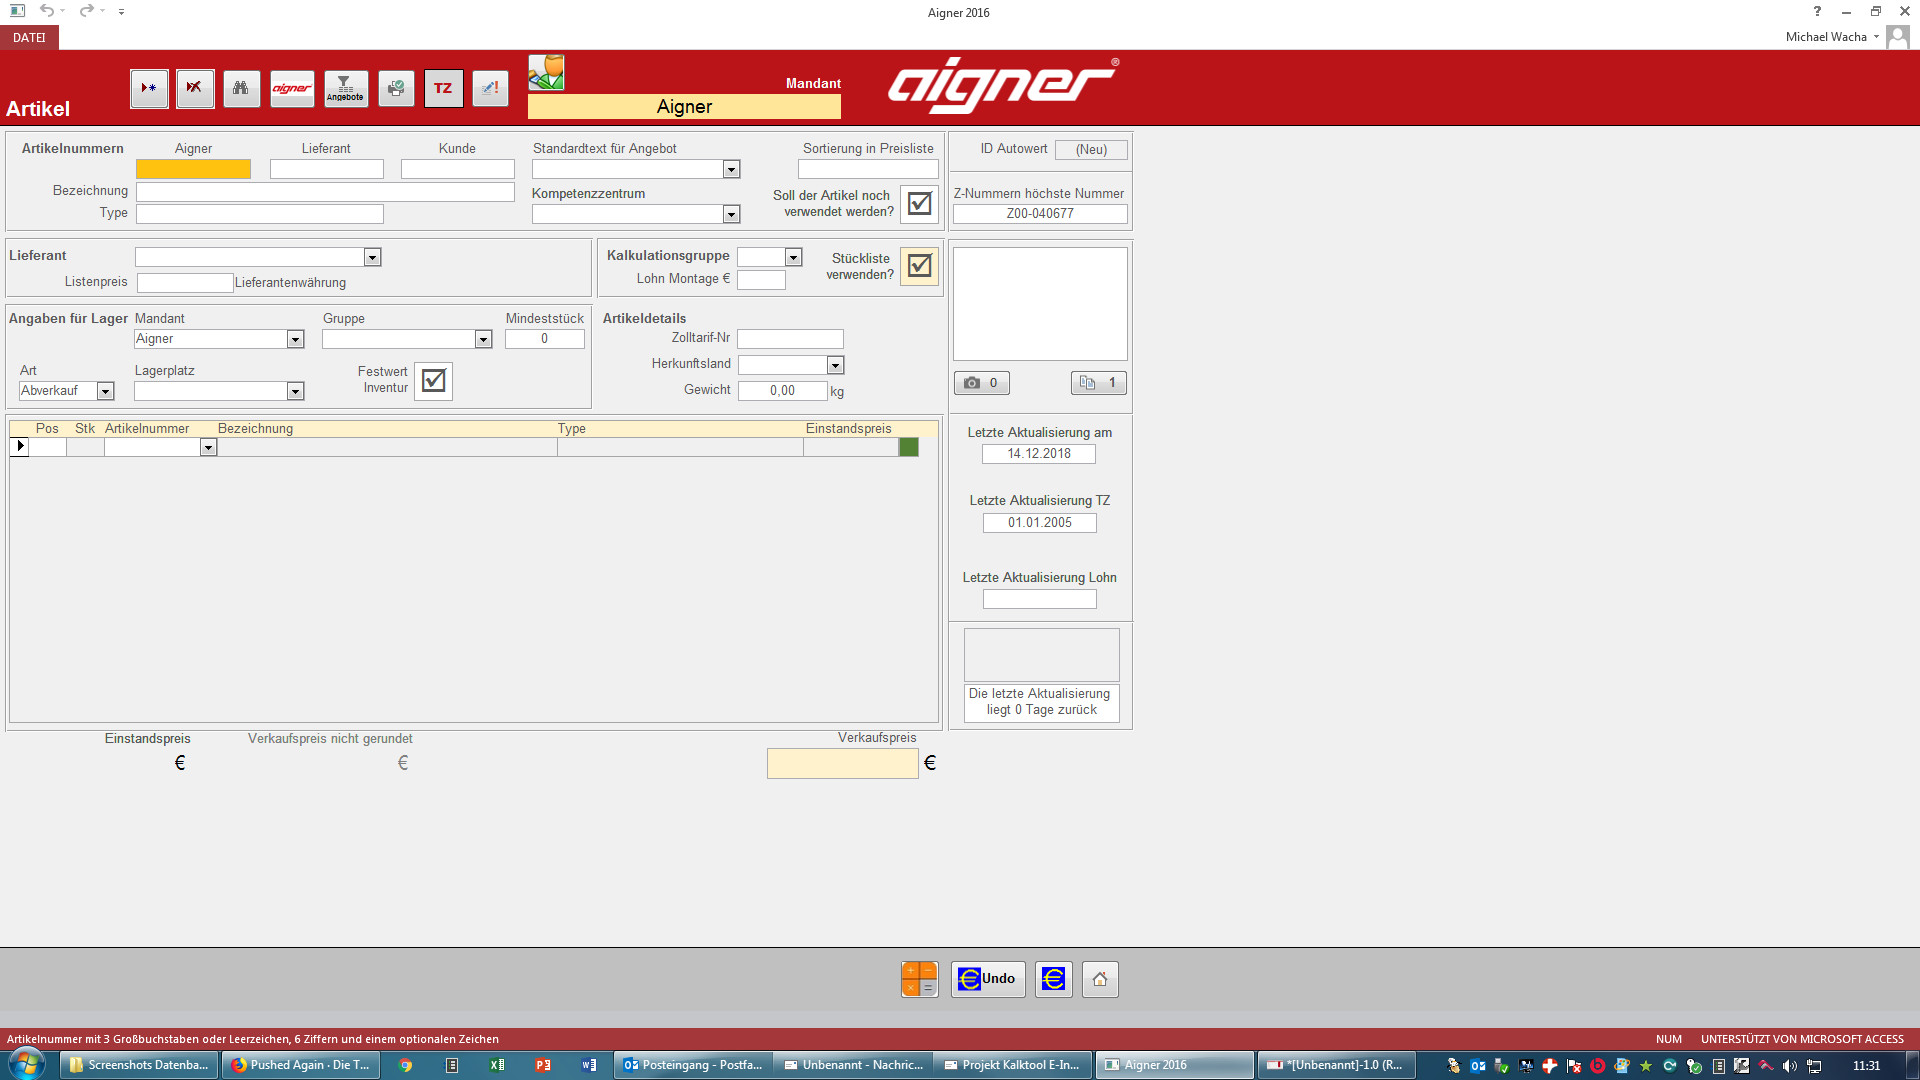 Aigner 2016
DATEI
Michael Wacha
Artikel
aigner
Angebote
TZ
Mandant
Aigner
aigner®
Artikelnummern
Aigner
Lieferant
Kunde
Standardtext für Angebot
Sortierung in Preisliste
Bezeichnung
Kompetenzzentrum
Soll der Artikel noch
verwendet werden?
Type
ID Autowert
(Neu)
Z-Nummern höchste Nummer
Z00-040677
Lieferant
Listenpreis
Lieferantenwährung
Kalkulationsgruppe
Lohn Montage €
Stückliste
verwenden?
Angaben für Lager
Mandant
Gruppe
Mindeststück
Aigner
0
Art
Lagerplatz
Festwert
Inventur
Abverkauf
Artikeldetails
Zolltarif-Nr
Herkunftsland
Gewicht
0,00
kg
0
1
Pos
Stk
Artikelnummer
Bezeichnung
Type
Einstandspreis
Letzte Aktualisierung am
14.12.2018
Letzte Aktualisierung TZ
01.01.2005
Letzte Aktualisierung Lohn
Die letzte Aktualisierung
liegt 0 Tage zurück
Einstandspreis
Verkaufspreis nicht gerundet
Verkaufspreis
€
€
€
Undo
Artikelnummer mit 3 Großbuchstaben oder Leerzeichen, 6 Ziffern und einem optionalen Zeichen
NUM
UNTERSTÜTZT VON MICROSOFT ACCESS
Screenshots Datenba...
Pushed Again - Die T...
Posteingang - Postfa...
Unbenannt - Nachric...
Projekt Kalktool E-In...
Aigner 2016
*[Unbenannt]-1.0 (R...
11:31